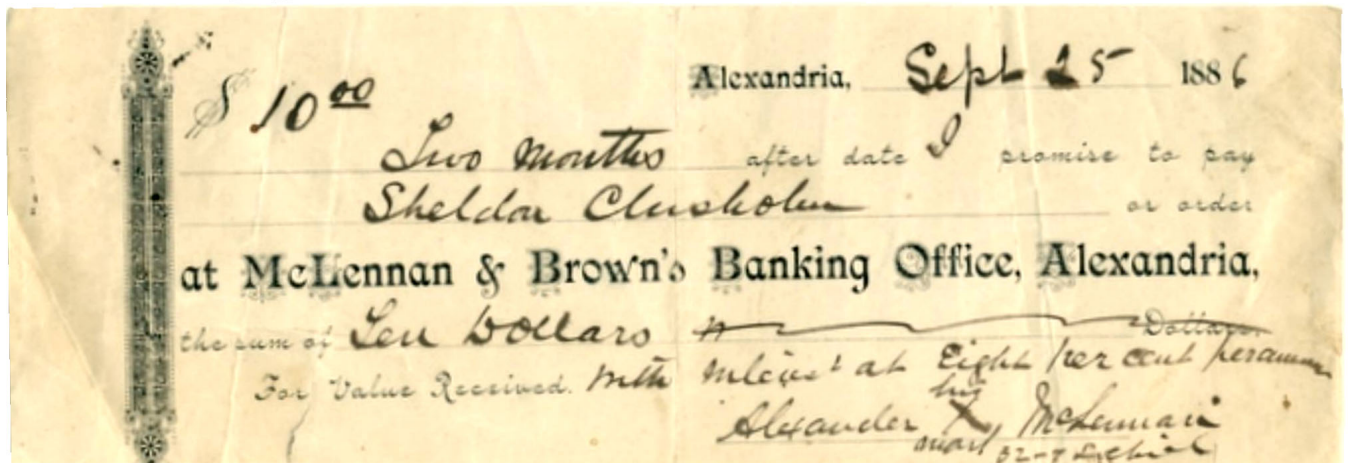 $ 10 00 Alexandria, Sept 25 1886
Two months after date I promise to pay
Sheldon Chisholm or order
at McLennan & Brown's Banking Office, Alexandria,
the sum of Ten Dollars Dollars
For Value Received. With interest at Eight per cent per annum
his
Alexander X McLennan
mark